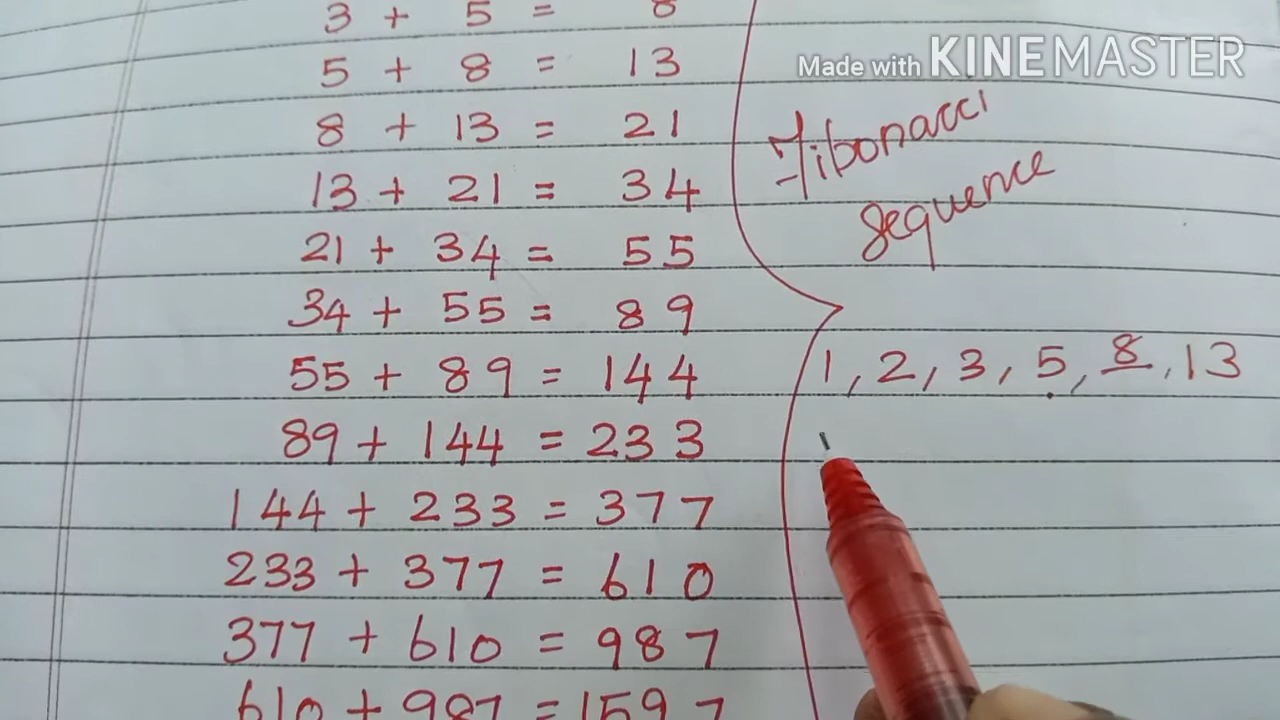 3 + 5 = 8
5 + 8 = 13
8 + 13 = 21
13 + 21 = 34
21 + 34 = 55
34 + 55 = 89
55 + 89 = 144
89 + 144 = 233
144 + 233 = 377
233 + 377 = 610
377 + 610 = 987
610 + 987 = 1597
Made with KINEMASTER
Fibonacci
sequence
1, 2, 3, 5, 8, 13